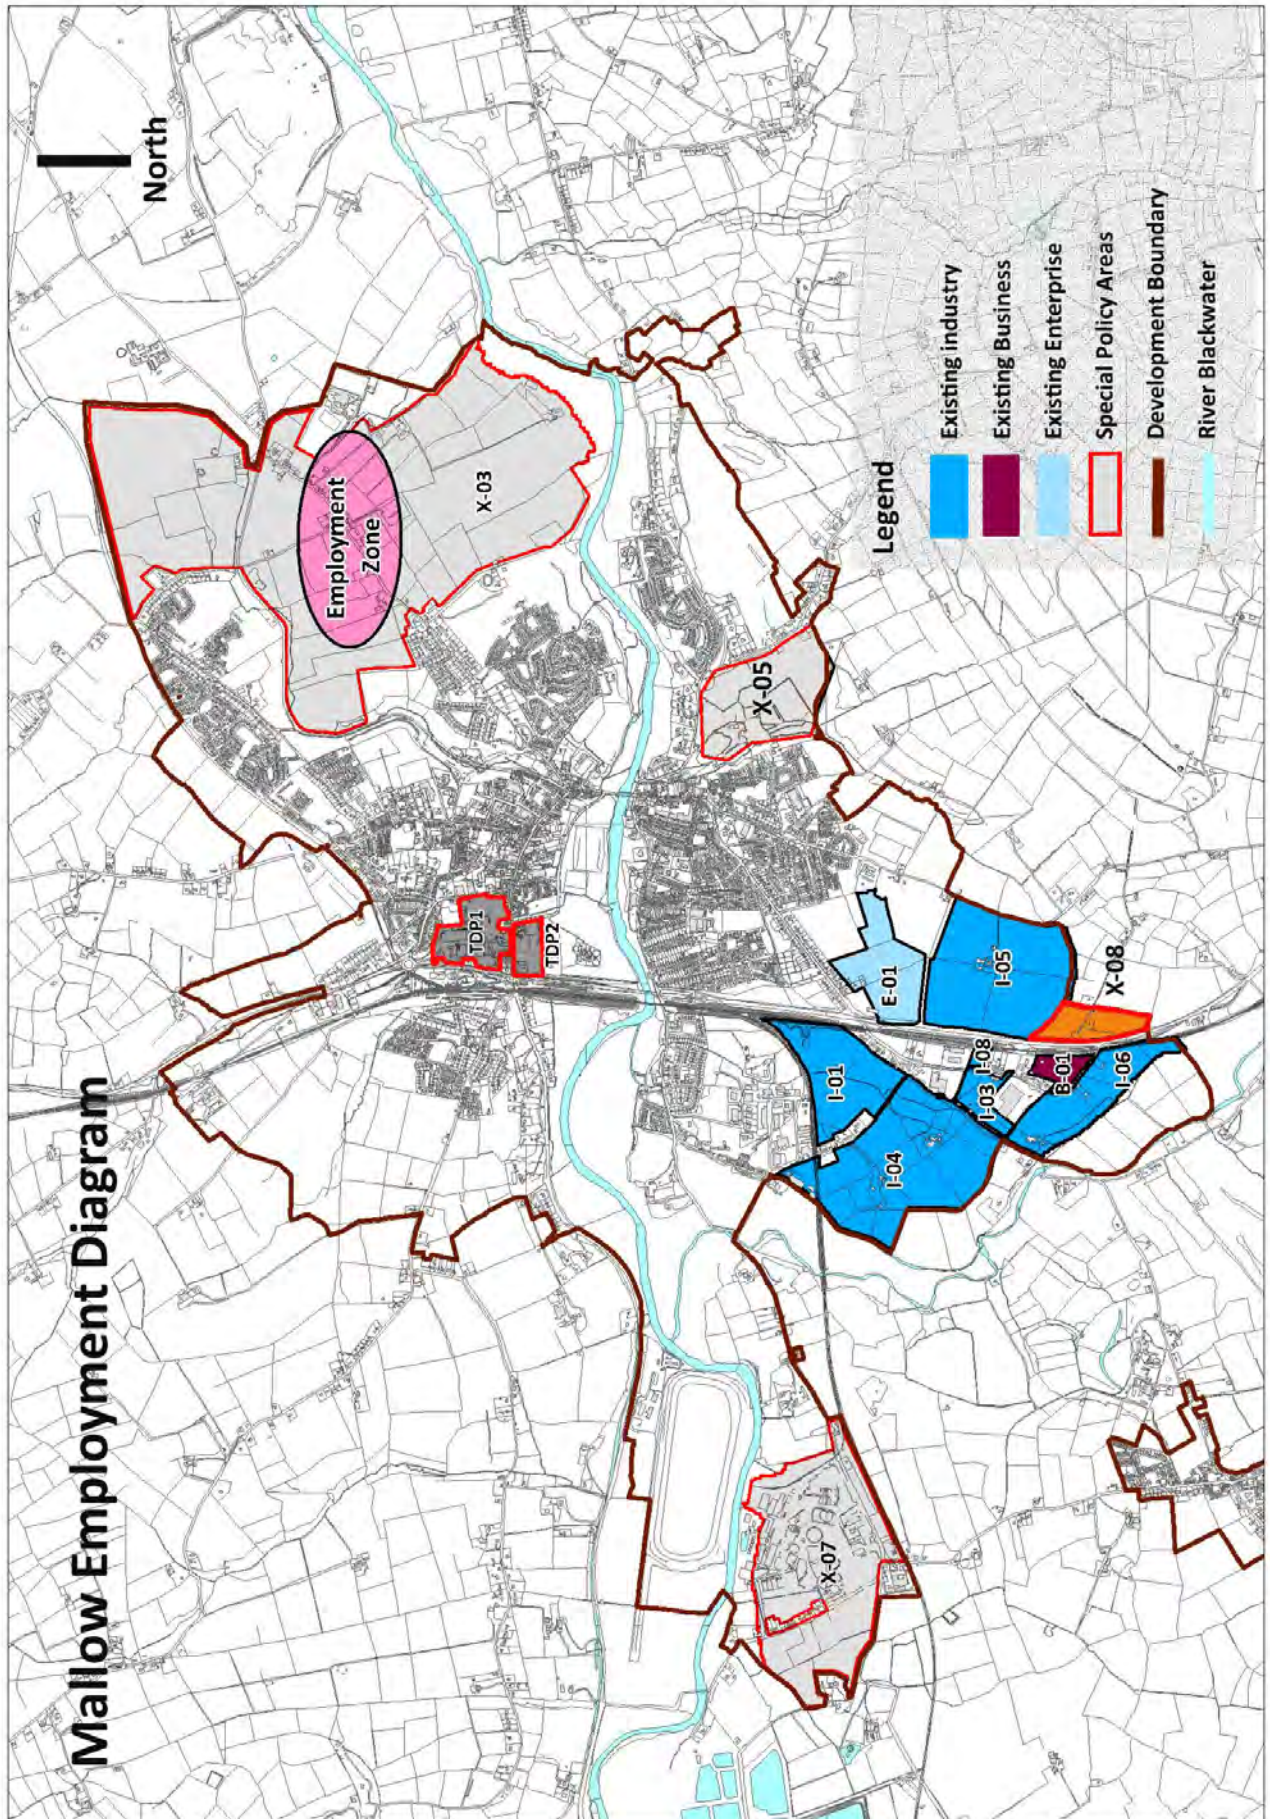 Mallow Employment Diagram
North
Employment
Zone
X-03
TDP1
TDP2
X-05
E-01
I-01
I-05
X-08
I-04
I-08
I-03
B-01
I-06
X-07
Legend
Existing industry
Existing Business
Existing Enterprise
Special Policy Areas
Development Boundary
River Blackwater